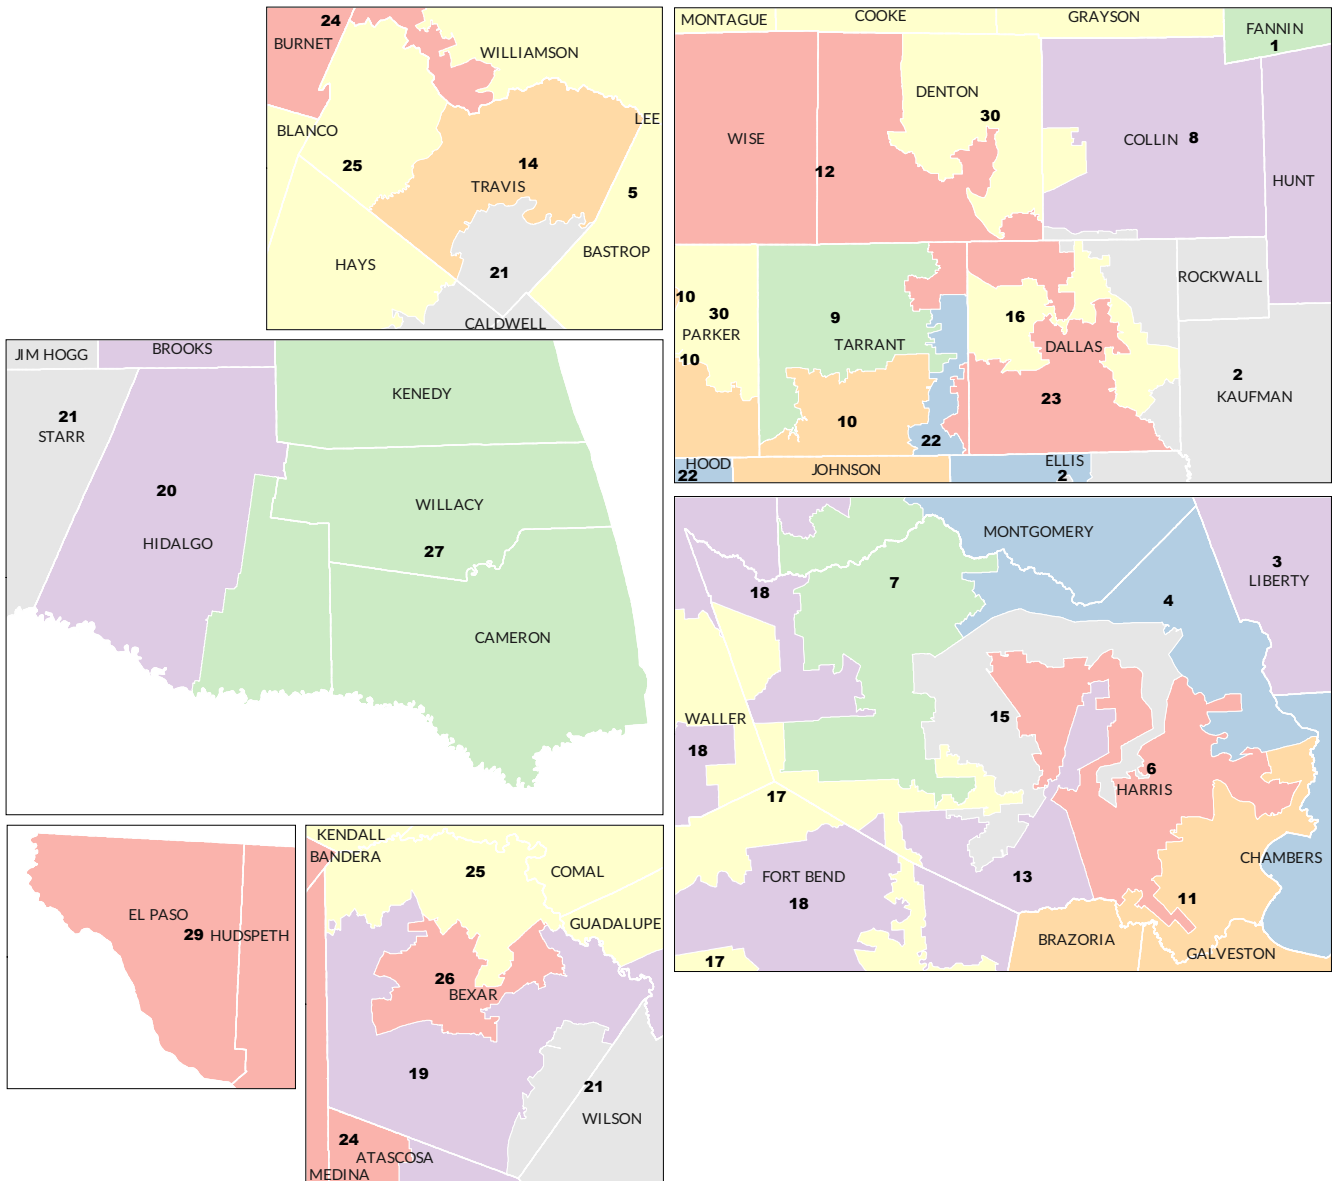 24
BURNET
WILLIAMSON
LEE
BLANCO
25
14
TRAVIS
5
HAYS
BASTROP
21
CALDWELL
MONTAGUE
COOKE
GRAYSON
FANNIN
1
DENTON
30
WISE
COLLIN 8
12
HUNT
ROCKWALL
10
30
9
16
PARKER
TARRANT
DALLAS
10
2
KAUFMAN
23
10
22
HOOD
22
JOHNSON
ELLIS
2
JIM HOGG
BROOKS
KENEDY
21
STARR
20
WILLACY
HIDALGO
27
CAMERON
MONTGOMERY
3
LIBERTY
7
18
4
15
WALLER
18
6
HARRIS
17
CHAMBERS
FORT BEND
13
18
11
BRAZORIA
GALVESTON
17
EL PASO
29 HUDSPETH
KENDALL
BANDERA
25
COMAL
GUADALUPE
26
BEXAR
19
21
WILSON
24
ATASCOSA
MEDINA